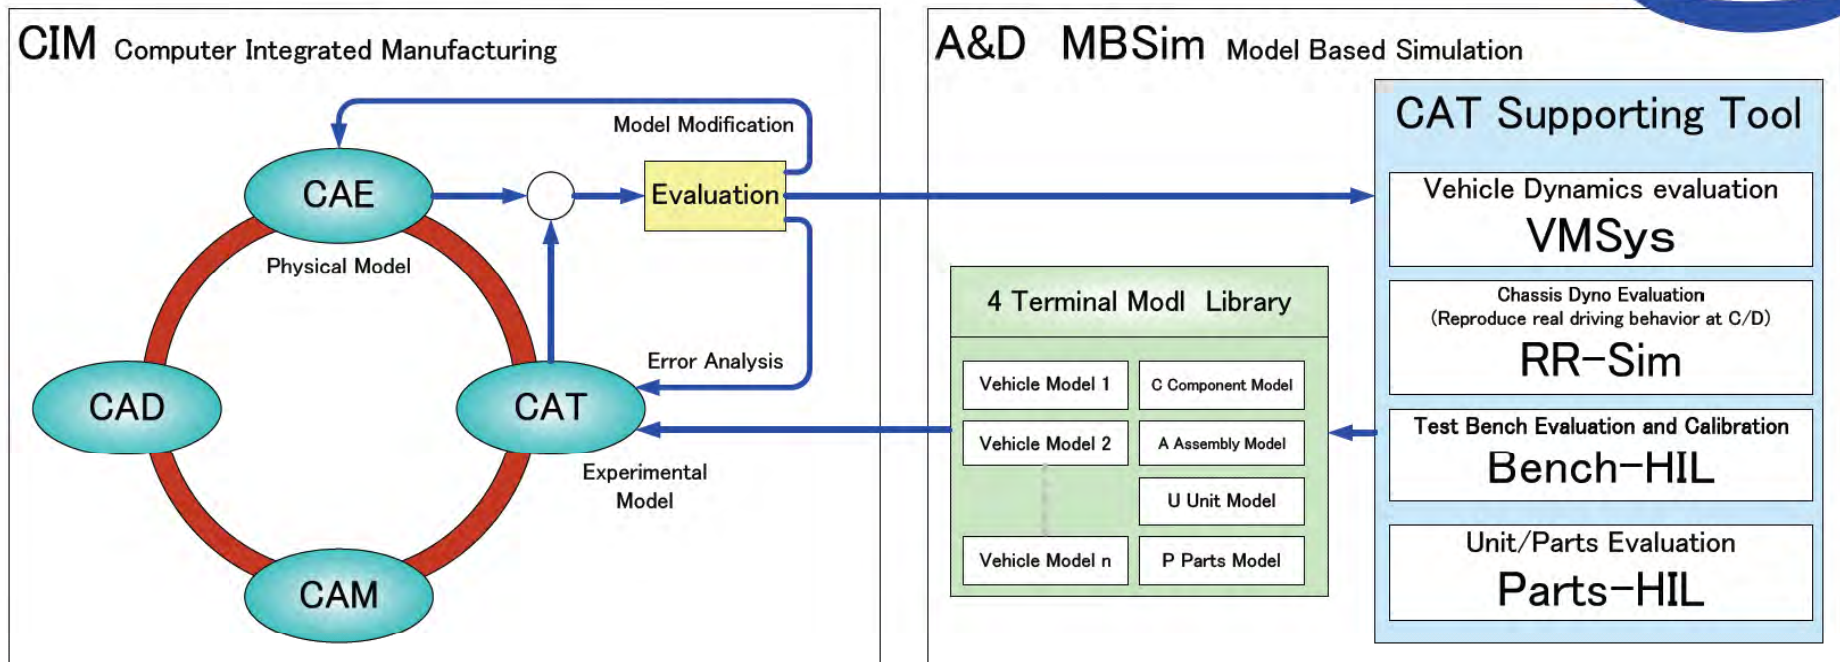 CIM Computer Integrated Manufacturing
Model Modification
CAE
Evaluation
Physical Model
Error Analysis
CAD
CAT
Experimental
Model
CAM
A&D MBSim Model Based Simulation
4 Terminal Modl Library
Vehicle Model 1
C Component Model
Vehicle Model 2
A Assembly Model
U Unit Model
Vehicle Model n
P Parts Model
CAT Supporting Tool
Vehicle Dynamics evaluation
VMSys
Chassis Dyno Evaluation
(Reproduce real driving behavior at C/D)
RR-Sim
Test Bench Evaluation and Calibration
Bench-HIL
Unit/Parts Evaluation
Parts-HIL